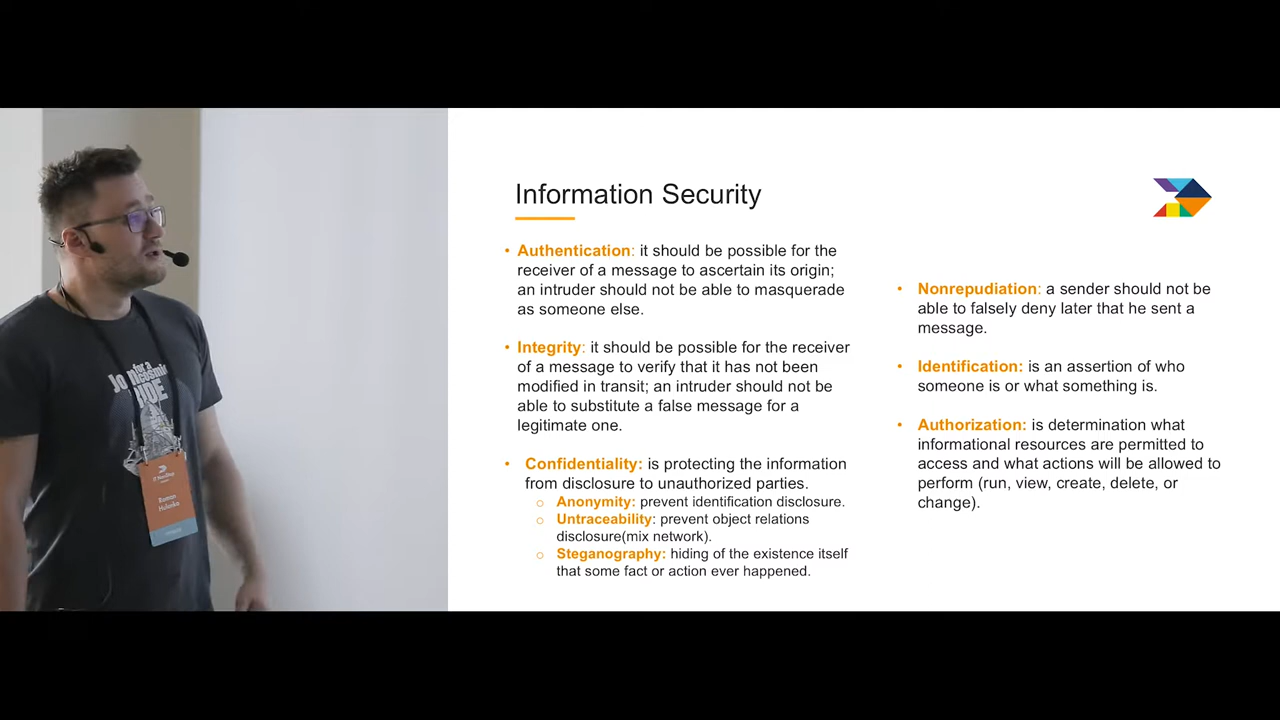 Information Security
• Authentication: it should be possible for the
receiver of a message to ascertain its origin;
an intruder should not be able to masquerade
as someone else.
• Integrity: it should be possible for the receiver
of a message to verify that it has not been
modified in transit; an intruder should not be
able to substitute a false message for a
legitimate one.
• Confidentiality: is protecting the information
from disclosure to unauthorized parties.
o Anonymity: prevent identification disclosure.
o Untraceability: prevent object relations
disclosure(mix network).
o Steganography: hiding of the existence itself
that some fact or action ever happened.
• Nonrepudiation: a sender should not be
able to falsely deny later that he sent a
message.
• Identification: is an assertion of who
someone is or what something is.
• Authorization: is determination what
informational resources are permitted to
access and what actions will be allowed to
perform (run, view, create, delete, or
change).
Roman